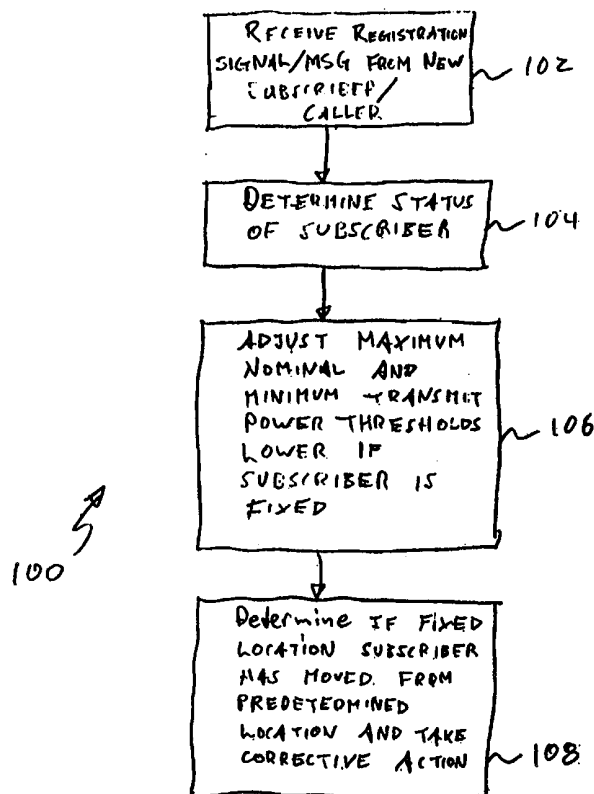 RECEIVE REGISTRATION
SIGNAL/MSG FROM NEW
SUBSCRIBER/
CALLER
102
DETERMINE STATUS
OF SUBSCRIBER
104
ADJUST MAXIMUM
NOMINAL AND
MINIMUM TRANSMIT
POWER THRESHOLDS
LOWER IF
SUBSCRIBER IS
FIXED
106
100
Determine IF FIXED
LOCATION SUBSCRIBER
HAS MOVED FROM
PREDETERMINED
LOCATION AND TAKE
CORRECTIVE ACTION
108